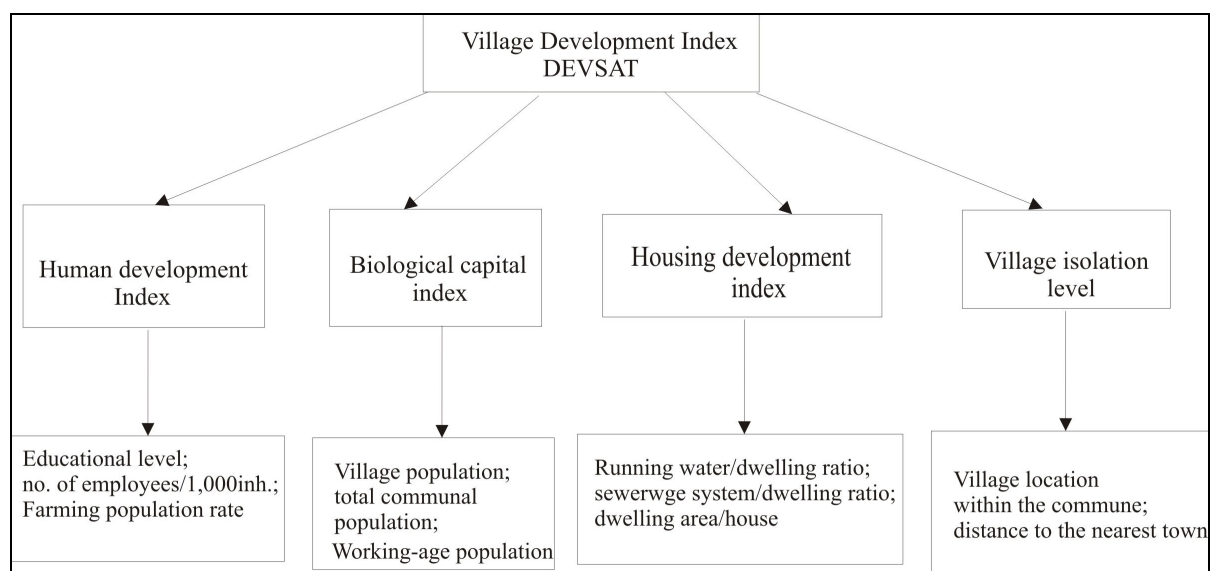 Village Development Index
DEVSAT
Human development
Index
Biological capital
index
Housing development
index
Village isolation
level
Educational level;
no. of employees/1,000inh.;
Farming population rate
Village population;
total communal
population;
Working-age population
Running water/dwelling ratio;
sewerwge system/dwelling ratio;
dwelling area/house
Village location
within the commune;
distance to the nearest town